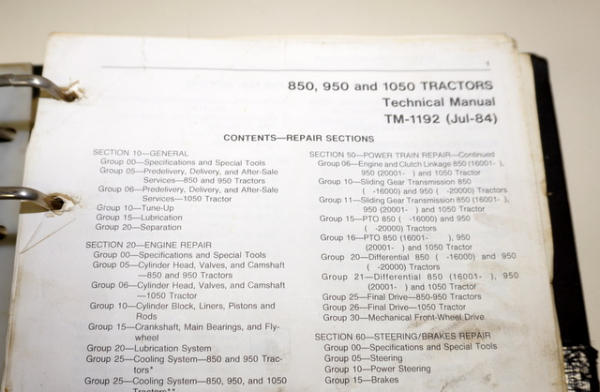 1
850, 950 and 1050 TRACTORS
Technical Manual
TM-1192 (Jul-84)
CONTENTS—REPAIR SECTIONS
SECTION 10—GENERAL
Group 00—Specifications and Special Tools
Group 05—Predelivery, Delivery, and After-Sale
Services—850 and 950 Tractors
Group 06—Predelivery, Delivery, and After-Sale
Services—1050 Tractor
Group 10—Tune-Up
Group 15—Lubrication
Group 20—Separation
SECTION 20—ENGINE REPAIR
Group 00—Specifications and Special Tools
Group 05—Cylinder Head, Valves, and Camshaft
—850 and 950 Tractors
Group 06—Cylinder Head, Valves, and Camshaft
—1050 Tractor
Group 10—Cylinder Block, Liners, Pistons and
Rods
Group 15—Crankshaft, Main Bearings, and Fly-
wheel
Group 20—Lubrication System
Group 25—Cooling System—850 and 950 Trac-
tors*
Group 25—Cooling System—850, 950, and 1050
Tractors**
SECTION 50—POWER TRAIN REPAIR—Continued
Group 06—Engine and Clutch Linkage 850 (16001- ),
950 (20001- ) and 1050 Tractor
Group 10—Sliding Gear Transmission 850
( -16000) and 950 ( -20000) Tractors
Group 11—Sliding Gear Transmission 850 (16001- ),
950 (20001- ) and 1050 Tractor
Group 15—PTO 850 ( -16000) and 950
( -20000) Tractors
Group 16—PTO 850 (16001- ), 950
(20001- ) and 1050 Tractor
Group 20—Differential 850 ( -16000) and 950
( -20000) Tractors
Group 21—Differential 850 (16001- ), 950
(20001- ) and 1050 Tractor
Group 25—Final Drive—850-950 Tractors
Group 26—Final Drive—1050 Tractor
Group 30—Mechanical Front-Wheel Drive
SECTION 60—STEERING/BRAKES REPAIR
Group 00—Specifications and Special Tools
Group 05—Steering
Group 10—Power Steering
Group 15—Brakes